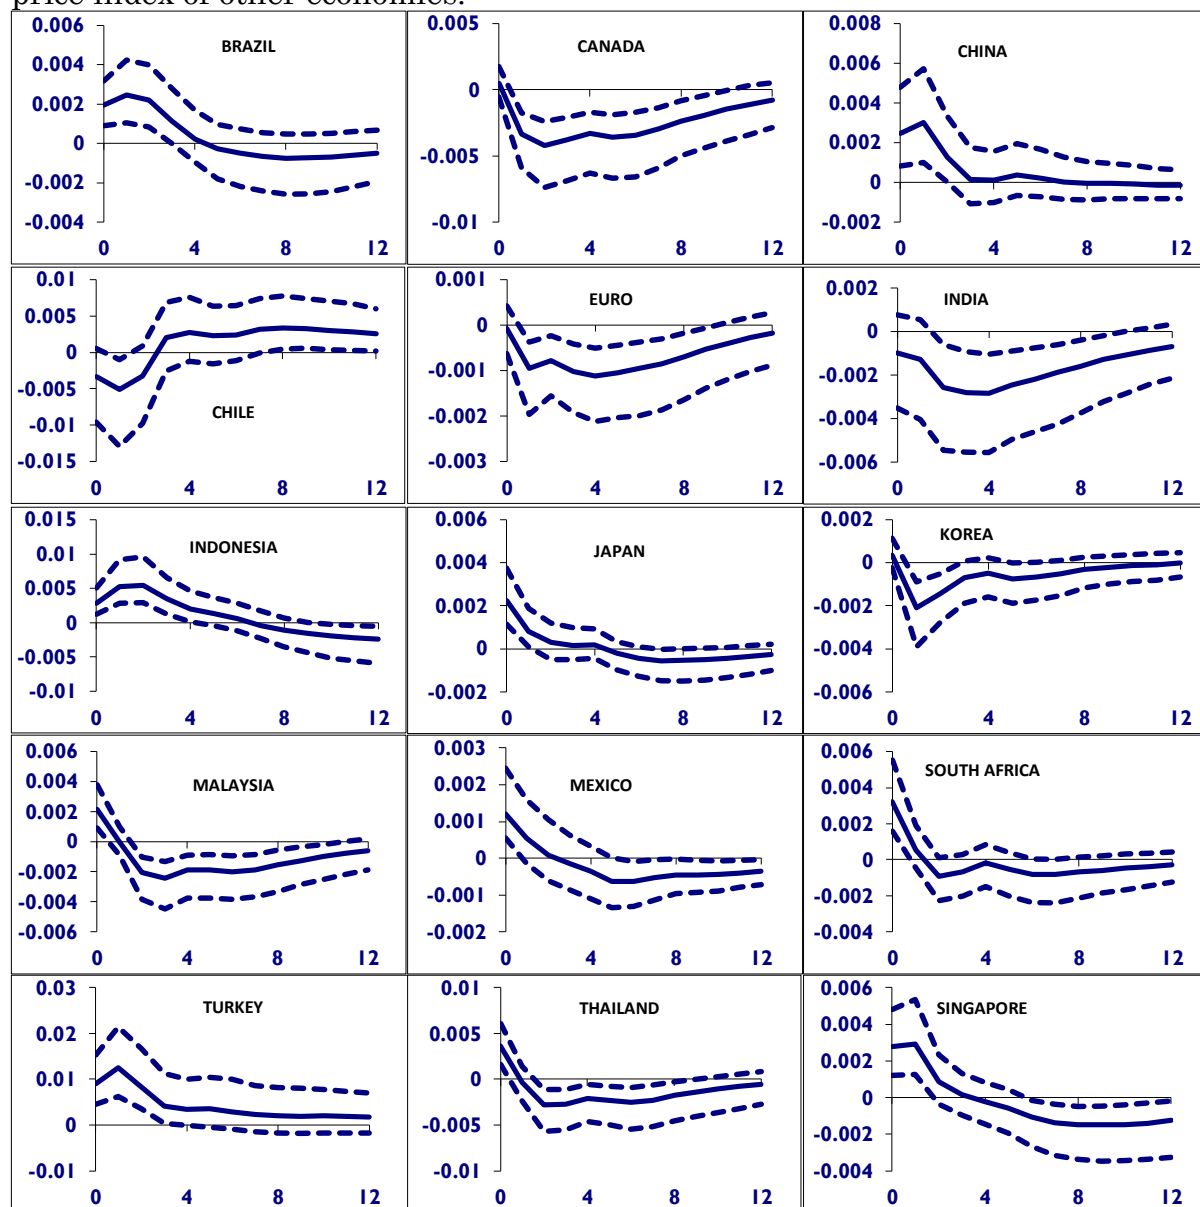 price index of other economies.
0.006 0.004 0.002 0 -0.002 -0.004
BRAZIL
0 4 8 12
0.005 0 -0.005 -0.01
CANADA
0 4 8 12
0.008 0.006 0.004 0.002 0 -0.002
CHINA
0 4 8 12
0.01 0.005 0 -0.005 -0.01 -0.015
CHILE
0 4 8 12
0.001 0 -0.001 -0.002 -0.003
EURO
0 4 8 12
0.002 0 -0.002 -0.004 -0.006
INDIA
0 4 8 12
0.015 0.01 0.005 0 -0.005 -0.01
INDONESIA
0 4 8 12
0.006 0.004 0.002 0 -0.002
JAPAN
0 4 8 12
0.002 0 -0.002 -0.004 -0.006
KOREA
0 4 8 12
0.006 0.004 0.002 0 -0.002 -0.004 -0.006
MALAYSIA
0 4 8 12
0.003 0.002 0.001 0 -0.001 -0.002
MEXICO
0 4 8 12
0.006 0.004 0.002 0 -0.002 -0.004
SOUTH AFRICA
0 4 8 12
0.03 0.02 0.01 0 -0.01
TURKEY
0 4 8 12
0.01 0.005 0 -0.005 -0.01
THAILAND
0 4 8 12
0.006 0.004 0.002 0 -0.002 -0.004
SINGAPORE
0 4 8 12